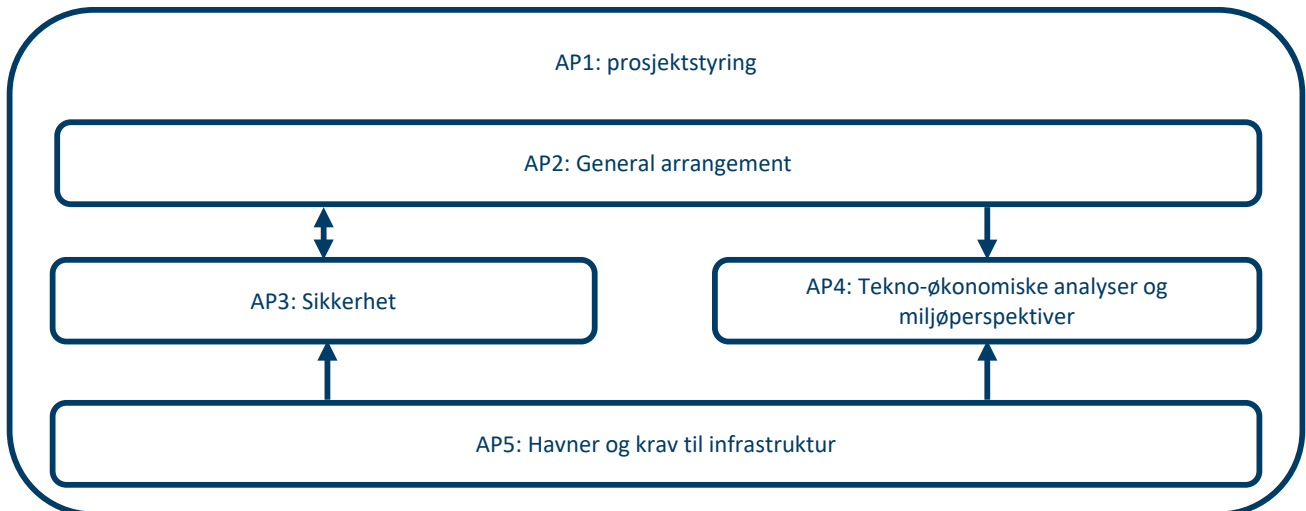 AP1: prosjektstyring
AP2: General arrangement
AP3: Sikkerhet
AP4: Tekno-økonomiske analyser og
miljøperspektiver
AP5: Havner og krav til infrastruktur